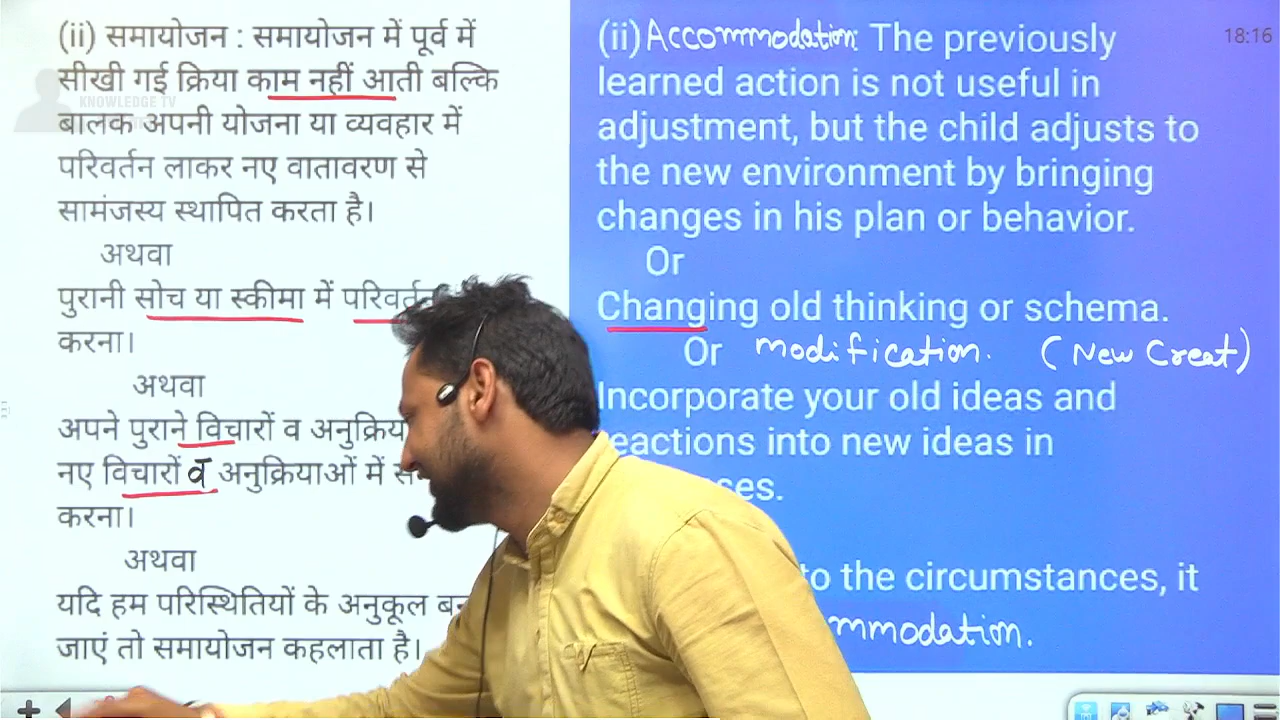 (ii) समायोजन : समायोजन में पूर्व में
सीखी गई क्रिया काम नहीं आती बल्कि
बालक अपनी योजना या व्यवहार में
परिवर्तन लाकर नए वातावरण से
सामंजस्य स्थापित करता है।
अथवा
पुरानी सोच या स्कीमा में परिवर्तन
करना।
अथवा
अपने पुराने विचारों व
नए विचारों व अनुक्रियाओं में
करना।
अथवा
यदि हम परिस्थितियों के अनुकूल
जाएं तो समायोजन कहलाता है।
KNOWLEDGE TV
(ii) Accommodation: The previously
learned action is not useful in
adjustment, but the child adjusts to
the new environment by bringing
changes in his plan or behavior.
Or
Changing old thinking or schema.
Or modification. (New Creat)
Incorporate your old ideas and
reactions into new ideas in
to the circumstances, it
18:16